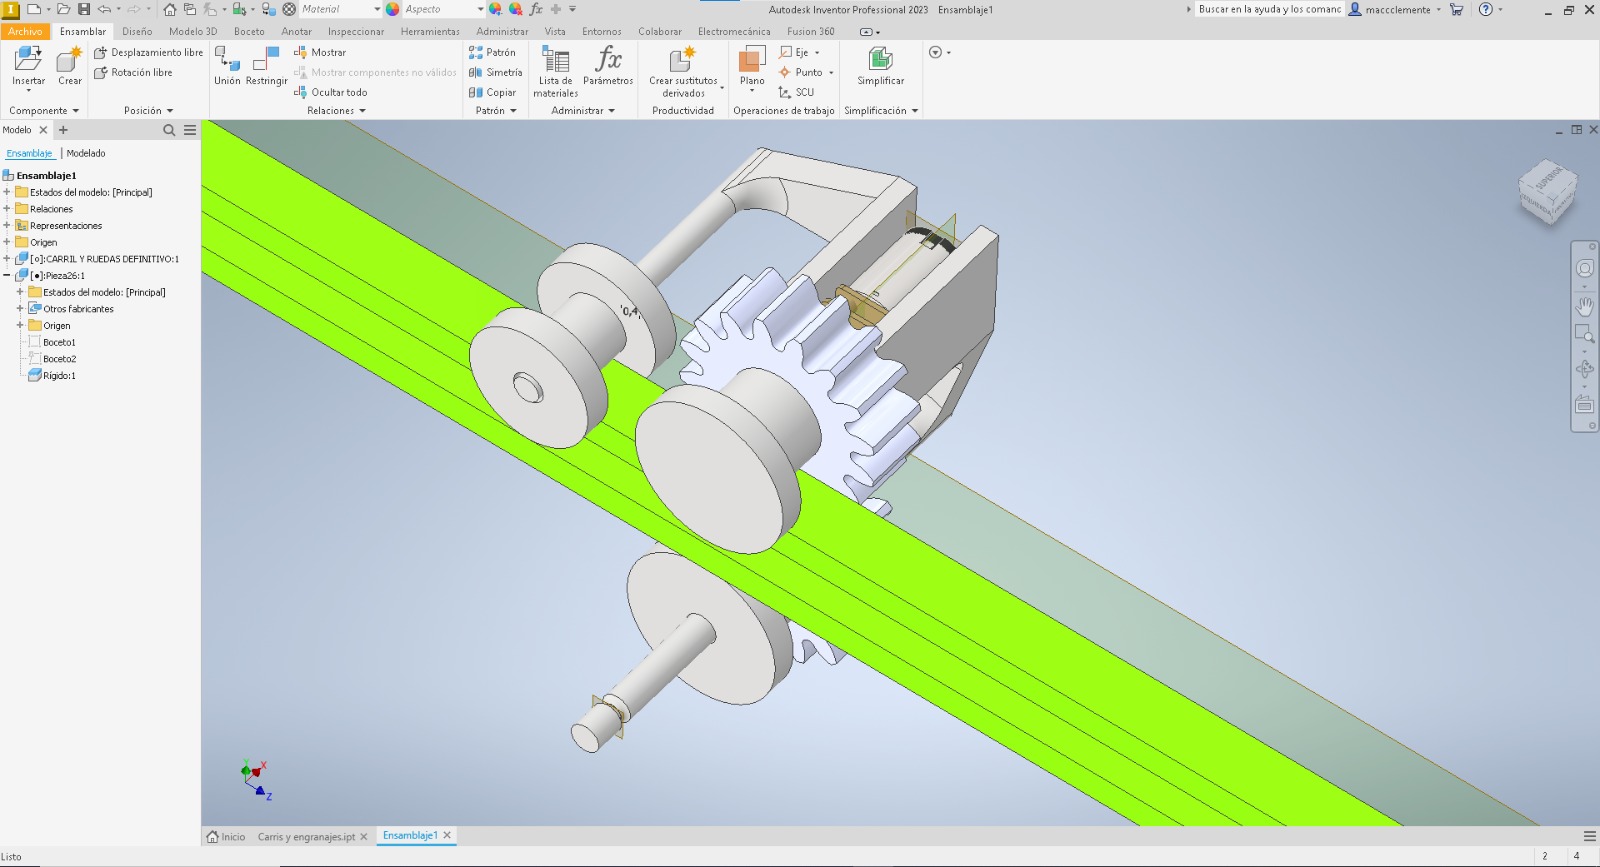 Material
Aspecto
fx
Autodesk Inventor Professional 2023 Ensamblaje1
Buscar en la ayuda y los comanc
maccclemente
Archivo Ensamblar Diseño Modelo 3D Boceto Anotar Inspeccionar Herramientas Administrar Vista Entornos Colaborar Electromecánica Fusion 360
Insertar
Crear
Componente
Desplazamiento libre
Rotación libre
Posición
Unión
Restringir
Mostrar
Mostrar componentes no válidos
Ocultar todo
Relaciones
Patrón
Simetría
Copiar
Patrón
Lista de
materiales
fx
Parámetros
Administrar
Crear sustitutos
derivados
Productividad
Plano
Eje
Punto
SCU
Operaciones de trabajo
Simplificar
Simplificación
Modelo
Ensamblaje | Modelado
Ensamblaje1
Estados del modelo: [Principal]
Relaciones
Representaciones
Origen
[o]:CARRIL Y RUEDAS DEFINITIVO:1
[●]:Pieza26:1
Estados del modelo: [Principal]
Otros fabricantes
Origen
Boceto1
Boceto2
Rígido:1
SUPERIOR
IZQUIERDA
'0,4,
Y
X
Z
Inicio
Carris y engranajes.ipt
Ensamblaje1
Listo
2 4